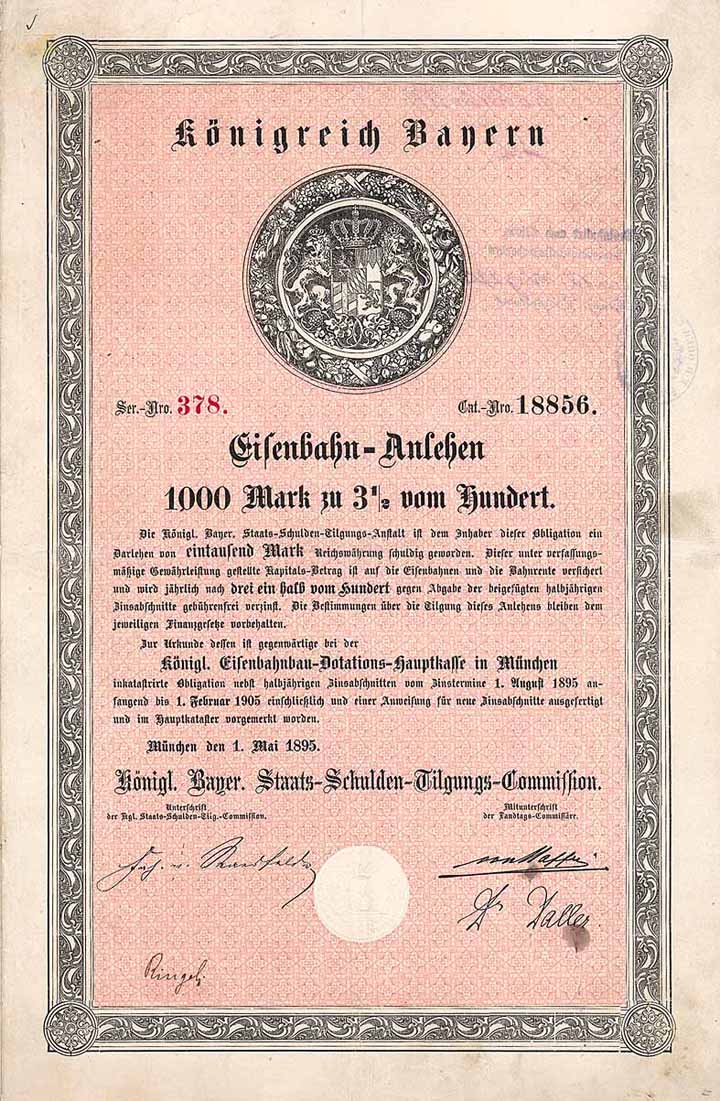 Königreich Bayern
Ser.-Nro. 378. Cat.-Nro. 18856.
Eiſenbahn-Anlehen
1000 Mark zu 3½ vom Hundert.
Die Königl. Bayer. Staats-Schulden-Tilgungs-Anſtalt iſt dem Inhaber dieſer Obligation ein
Darlehen von eintauſend Mark Reichswährung ſchuldig geworden. Dieſer unter verfaſſungs-
mäßige Gewährleiſtung geſtellte Kapitals-Betrag iſt auf die Eiſenbahnen und die Bahnrente verſichert
und wird jährlich nach drei ein halb vom Hundert gegen Abgabe der beigefügten halbjährigen
Zinsabſchnitte gebührenfrei verzinſt. Die Beſtimmungen über die Tilgung dieſes Anlehens bleiben dem
jeweiligen Finanzgeſetze vorbehalten.
Zur Urkunde deſſen iſt gegenwärtige bei der
Königl. Eiſenbahnbau-Dotations-Hauptkaſſe in München
inkataſtrirte Obligation nebſt halbjährigen Zinsabſchnitten vom Zinstermine 1. Auguſt 1895 an-
fangend bis 1. Februar 1905 einſchließlich und einer Anweiſung für neue Zinsabſchnitte ausgefertigt
und im Hauptkataſter vorgemerkt worden.
München den 1. Mai 1895.
Königl. Bayer. Staats-Schulden-Tilgungs-Commiſſion.
Unterſchrift Mitunterſchrift
der Kgl. Staats-Schulden-Tilg.-Commiſſion. der Landtags-Commiſſäre.
Dr Daller